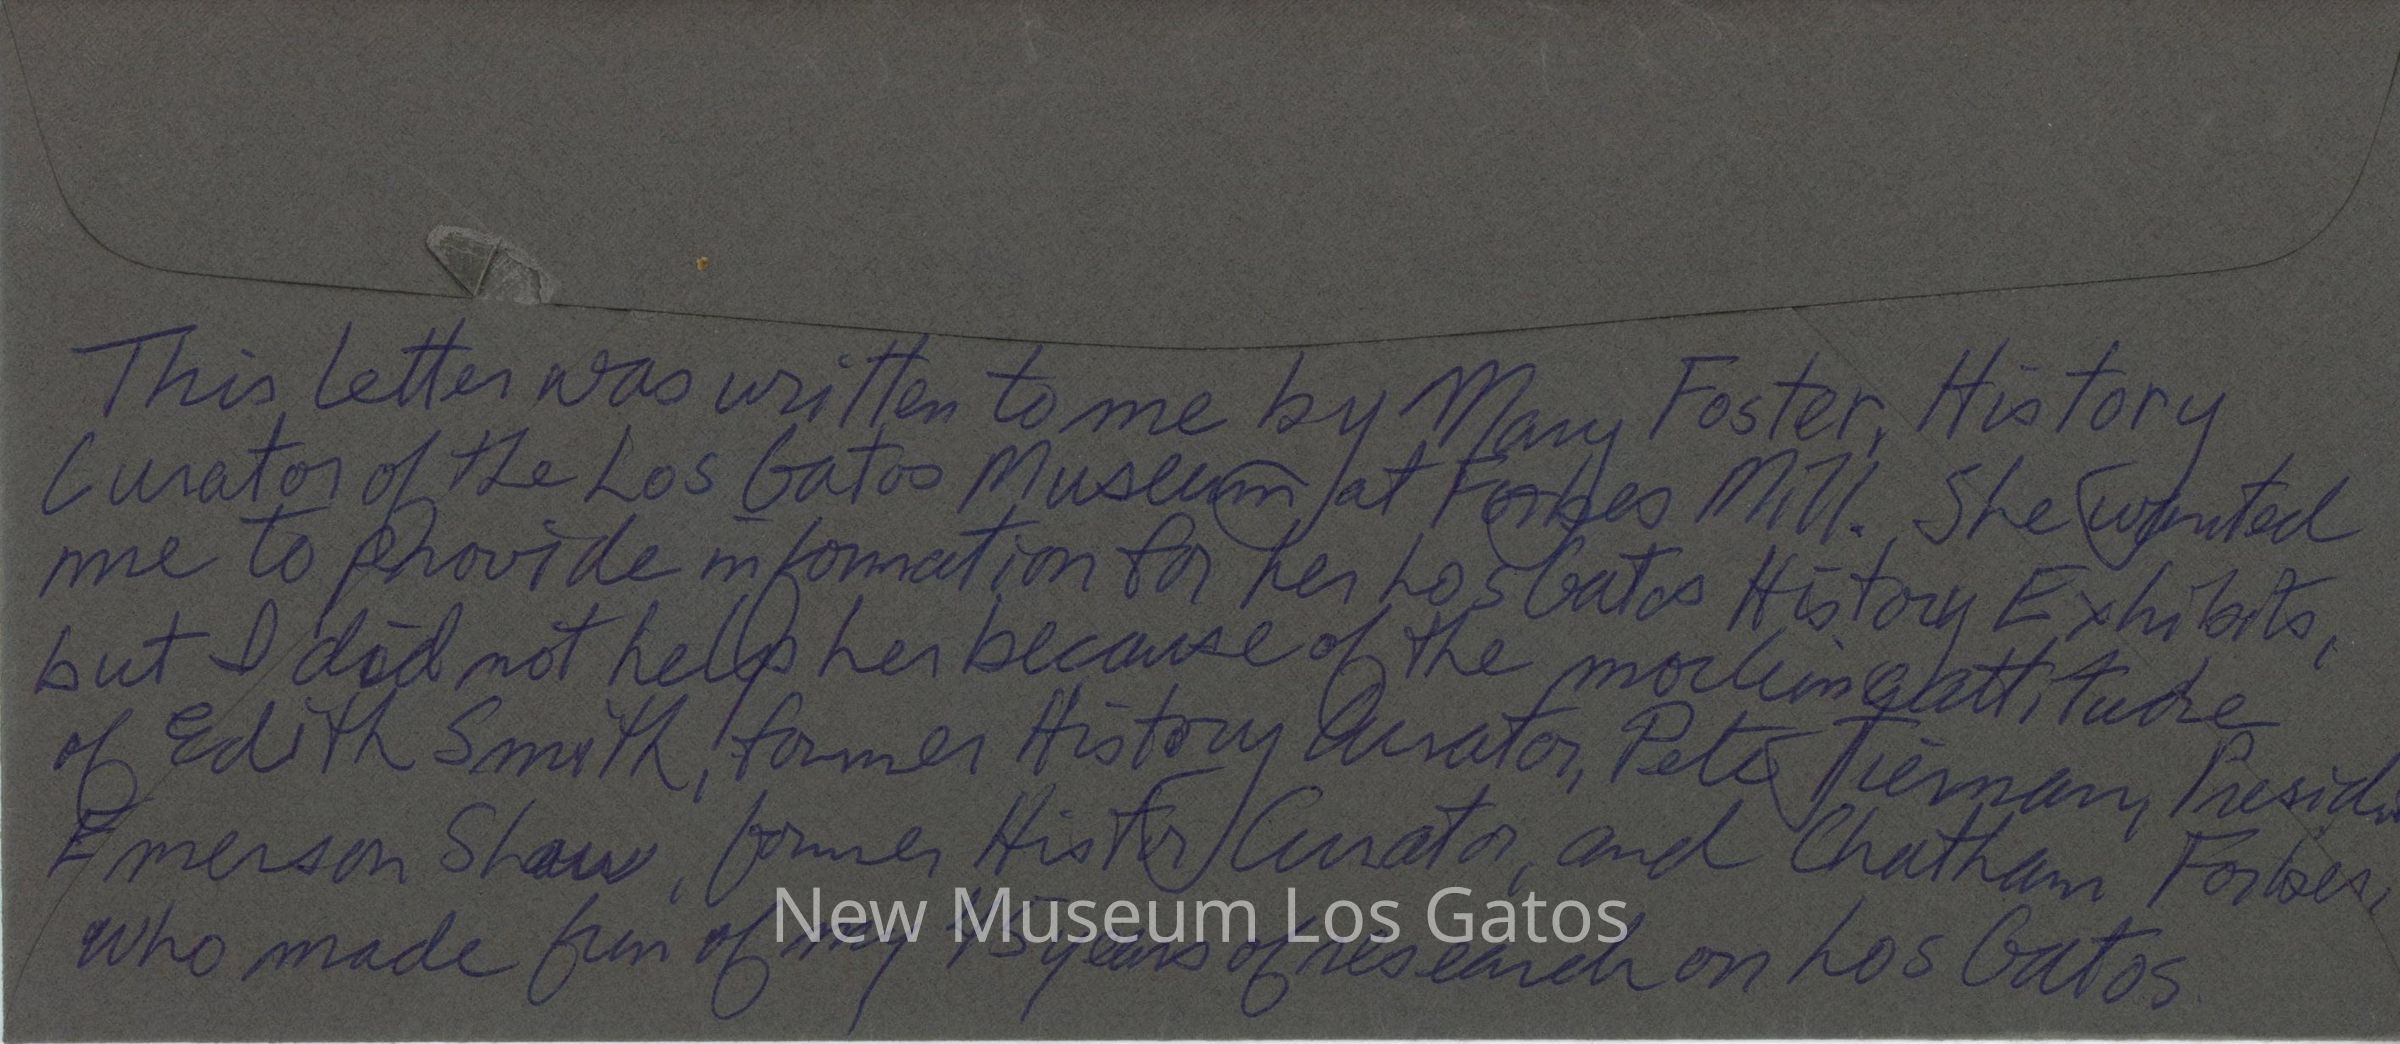 This letter was written to me by Mary Foster, History
Curator of the Los Gatos Museum at Forbes Mill. She wanted
me to provide information for her Los Gatos History Exhibits,
but I did not help her because of the mocking attitude
of Edith Smith, former History Curator, Pete Tiernan, Presid
Emerson Shaw, former History Curator, and Chatham Forbes,
who made fun of my 45 years of research on Los Gatos.
New Museum Los Gatos